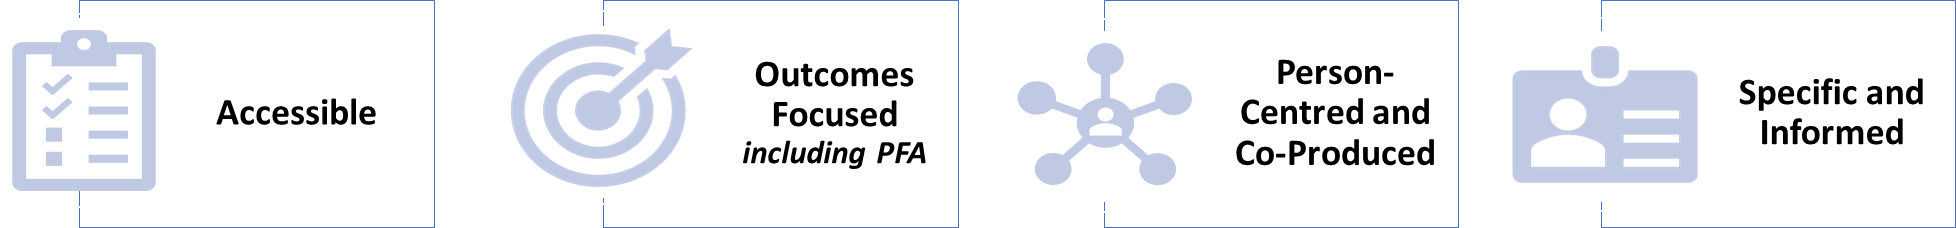 Accessible
Outcomes
Focused
including PFA
Person-
Centred and
Co-Produced
Specific and
Informed